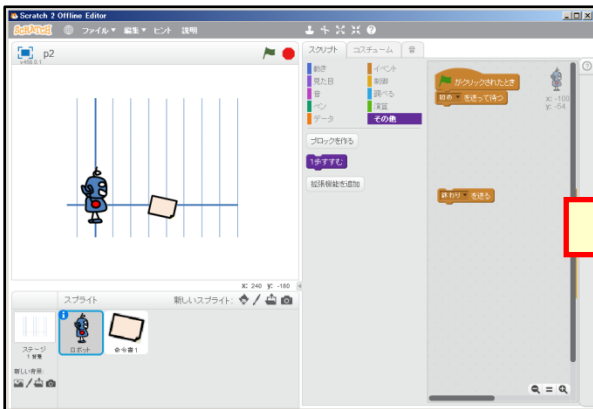 Scratch 2 Offline Editor
SCRATCH ファイル▼ 編集▼ ヒント 説明
p2
v458.0.1
スクリプト コスチューム 音
動き イベント
見た目 制御
音 調べる
ペン 演算
データ その他
ブロックを作る
1歩すすむ
拡張機能を追加
がクリックされたとき
始め▼ を送って待つ
x: -160
y: -54
終わり▼ を送る
x: 240 y: -180
スプライト 新しいスプライト:
ステージ
1 背景
ロボット 命令書1
新しい背景: